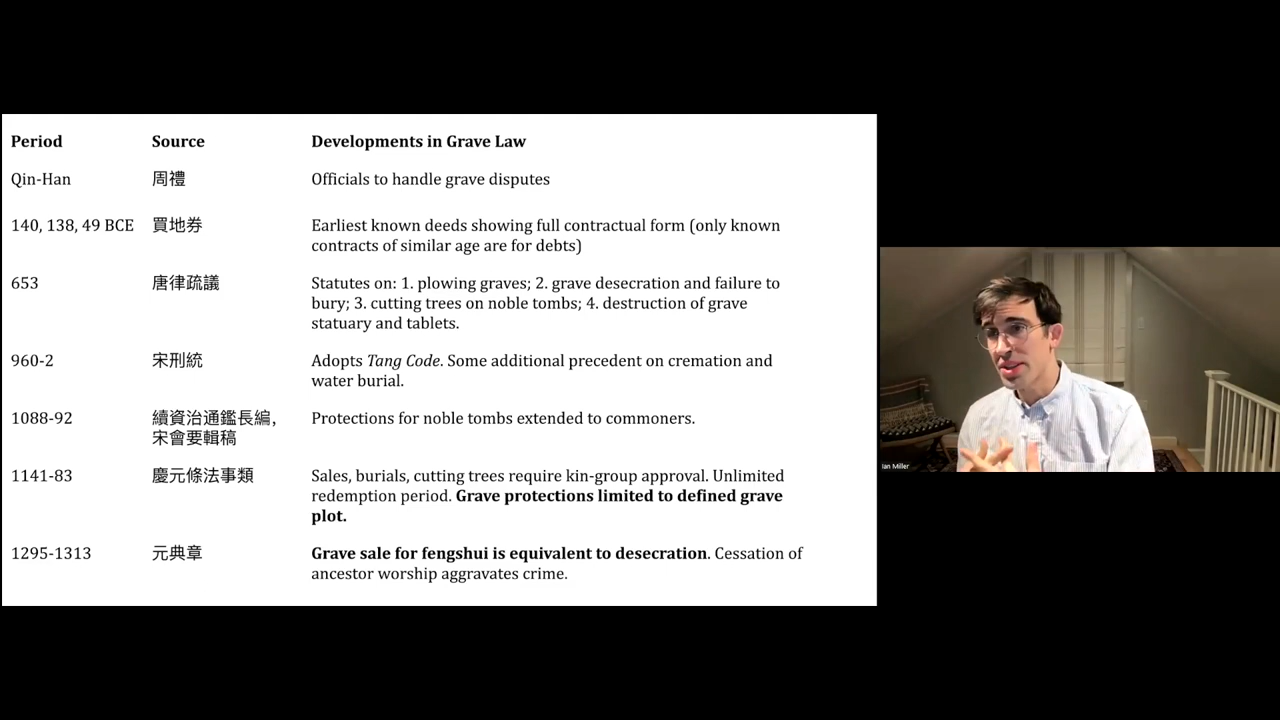 Period Source Developments in Grave Law
Qin-Han 周禮 Officials to handle grave disputes
140, 138, 49 BCE 買地券 Earliest known deeds showing full contractual form (only known
contracts of similar age are for debts)
653 唐律疏議 Statutes on: 1. plowing graves; 2. grave desecration and failure to
bury; 3. cutting trees on noble tombs; 4. destruction of grave
statuary and tablets.
960-2 宋刑統 Adopts Tang Code. Some additional precedent on cremation and
water burial.
1088-92 續資治通鑑長編, Protections for noble tombs extended to commoners.
宋會要輯稿
1141-83 慶元條法事類 Sales, burials, cutting trees require kin-group approval. Unlimited
redemption period. Grave protections limited to defined grave
plot.
1295-1313 元典章 Grave sale for fengshui is equivalent to desecration. Cessation of
ancestor worship aggravates crime.
Ian Miller